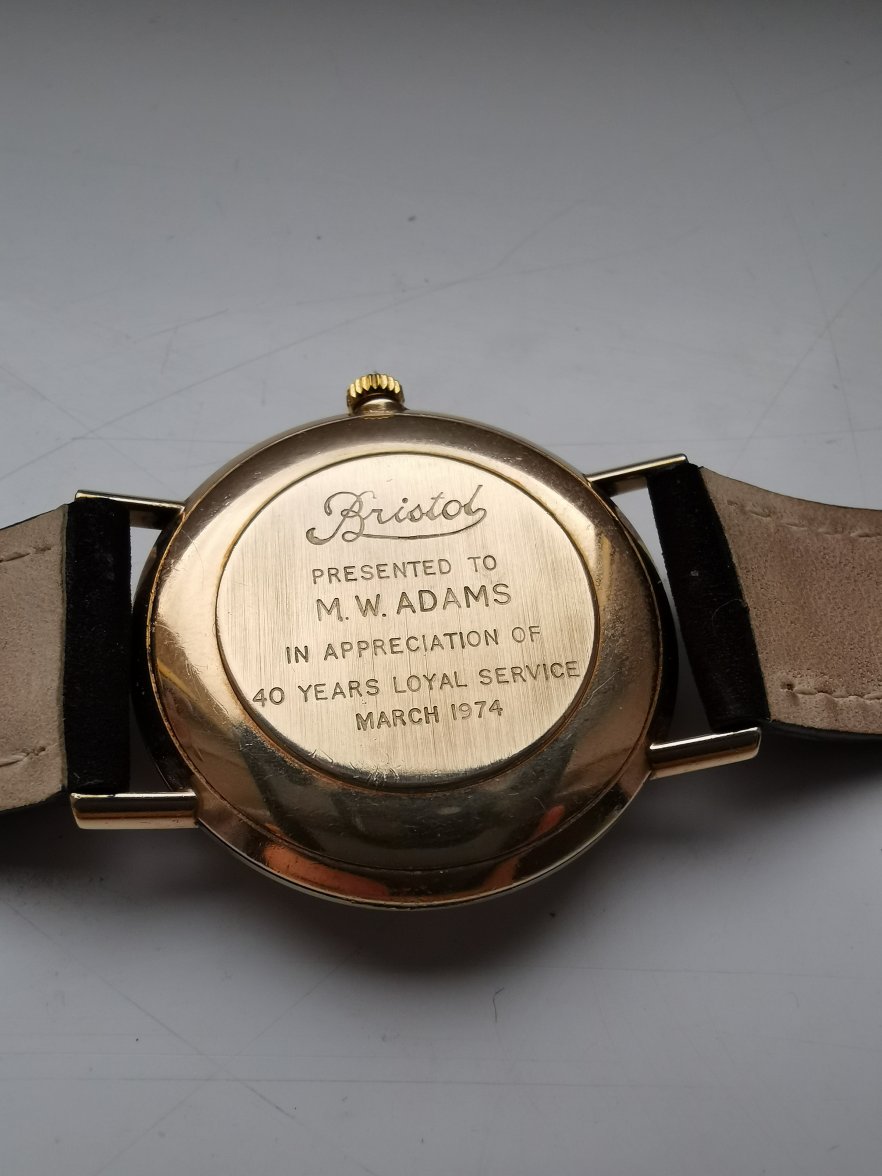 Bristol
PRESENTED TO
M. W. ADAMS
IN APPRECIATION OF
40 YEARS LOYAL SERVICE
MARCH 1974